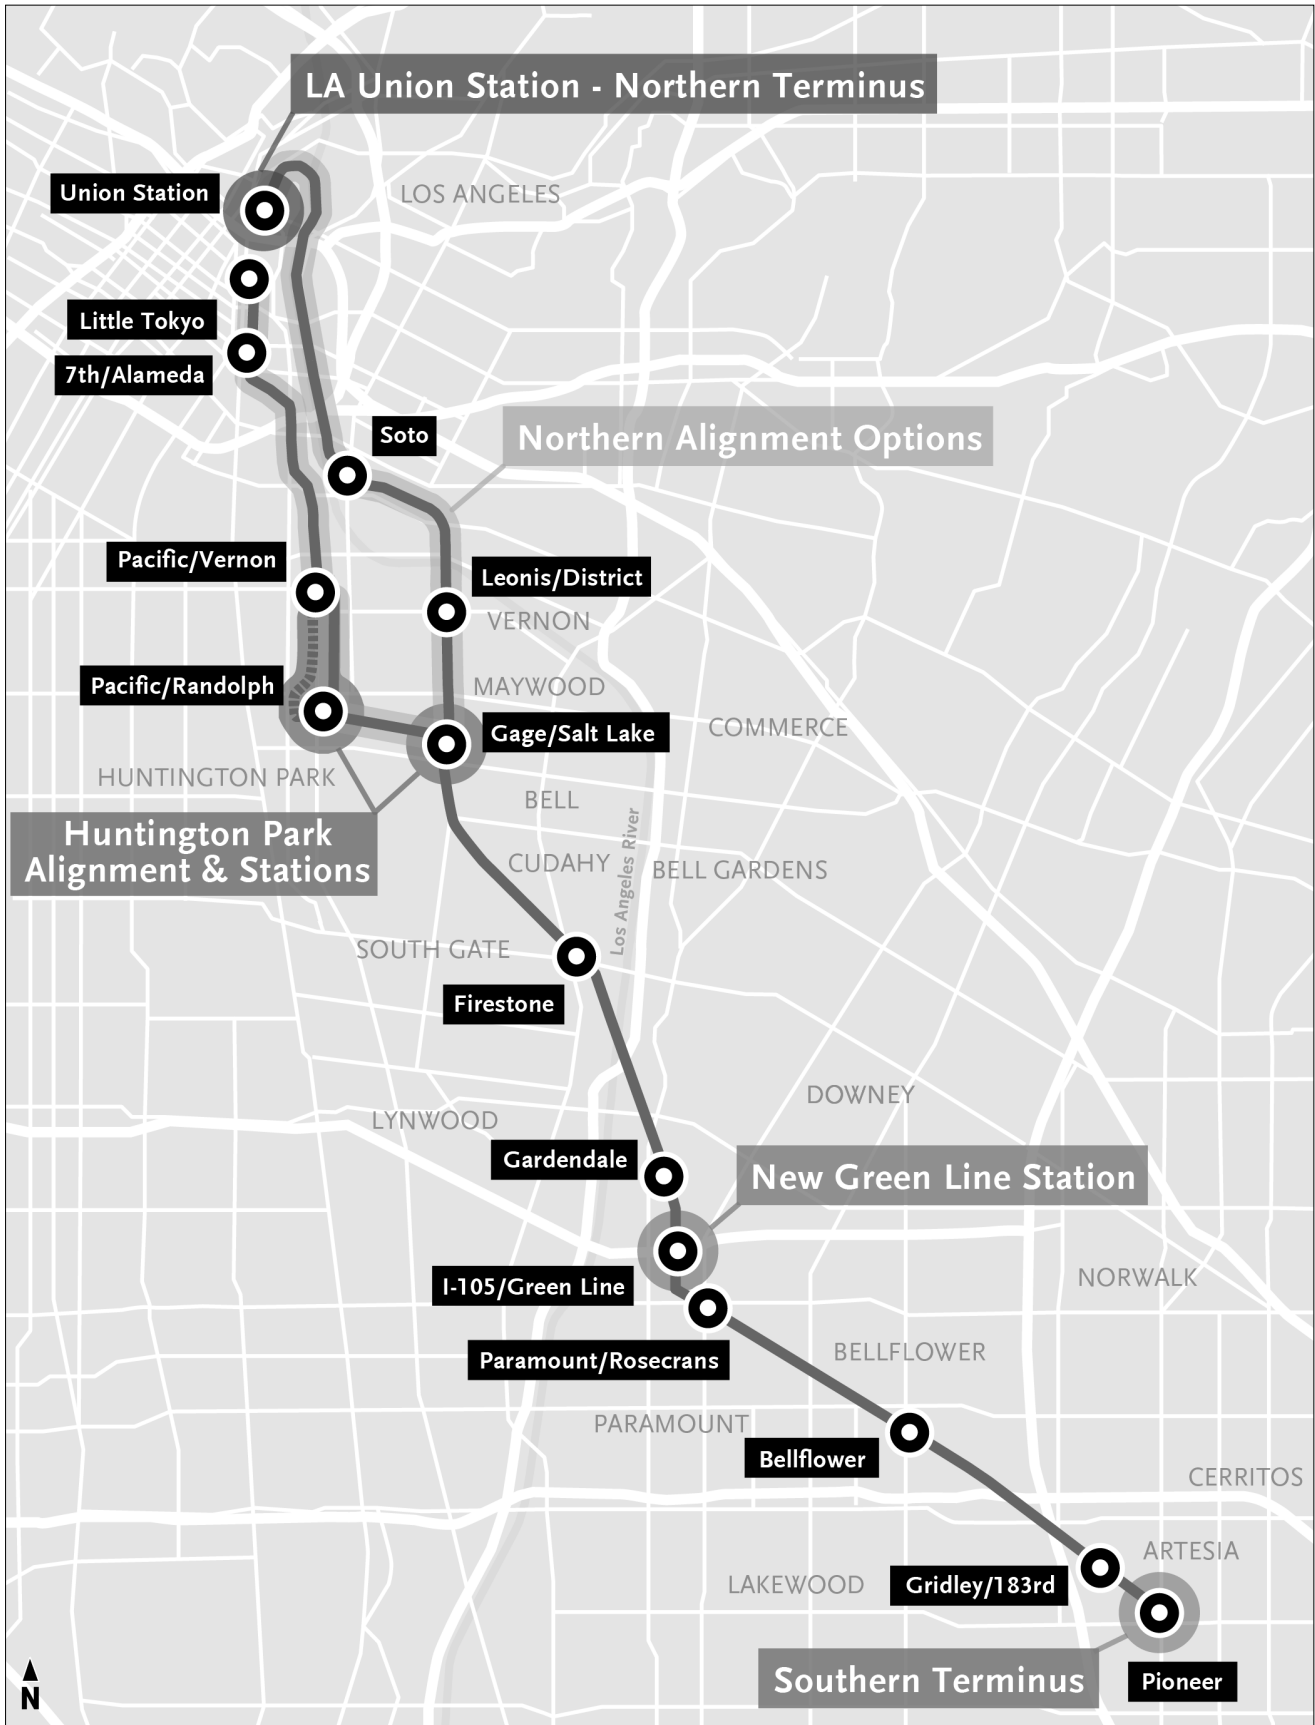 LA Union Station - Northern Terminus
Union Station
LOS ANGELES
Little Tokyo
7th/Alameda
Soto
Northern Alignment Options
Pacific/Vernon
Leonis/District
VERNON
Pacific/Randolph
MAYWOOD
Gage/Salt Lake
COMMERCE
HUNTINGTON PARK
BELL
Huntington Park
Alignment & Stations
CUDAHY
Los Angeles River
BELL GARDENS
SOUTH GATE
Firestone
DOWNEY
LYNWOOD
Gardendale
New Green Line Station
I-105/Green Line
NORWALK
Paramount/Rosecrans
BELLFLOWER
PARAMOUNT
Bellflower
CERRITOS
ARTESIA
LAKEWOOD
Gridley/183rd
Southern Terminus
Pioneer
N